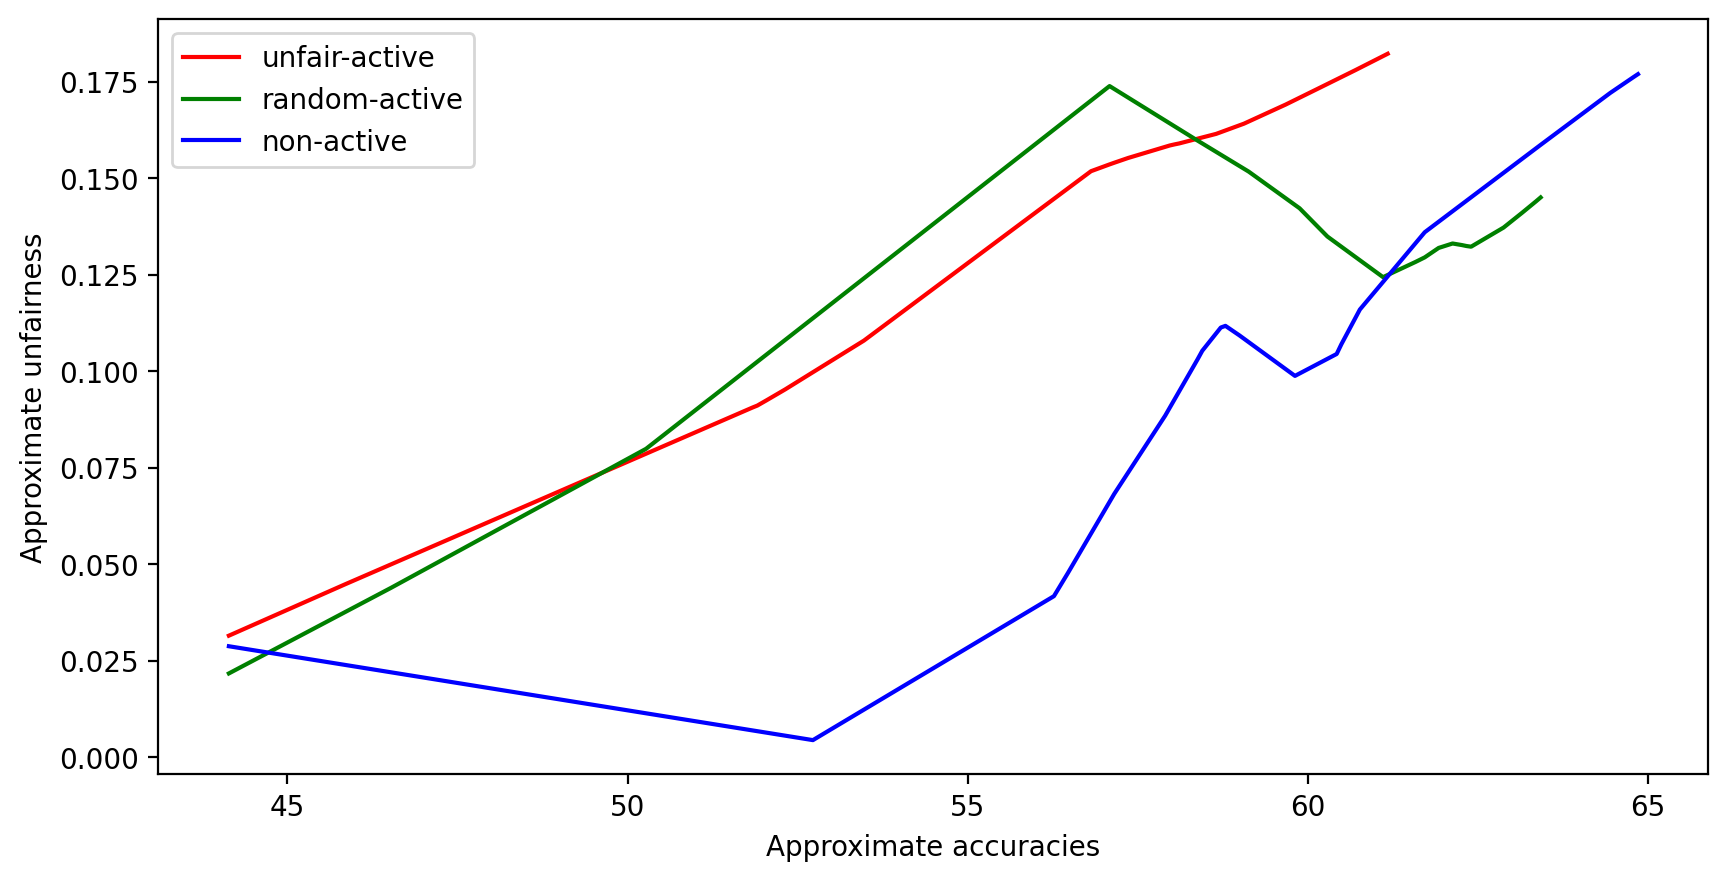 unfair-active
random-active
non-active
0.175
0.150
0.125
0.100
0.075
0.050
0.025
0.000
Approximate unfairness
45 50 55 60 65
Approximate accuracies